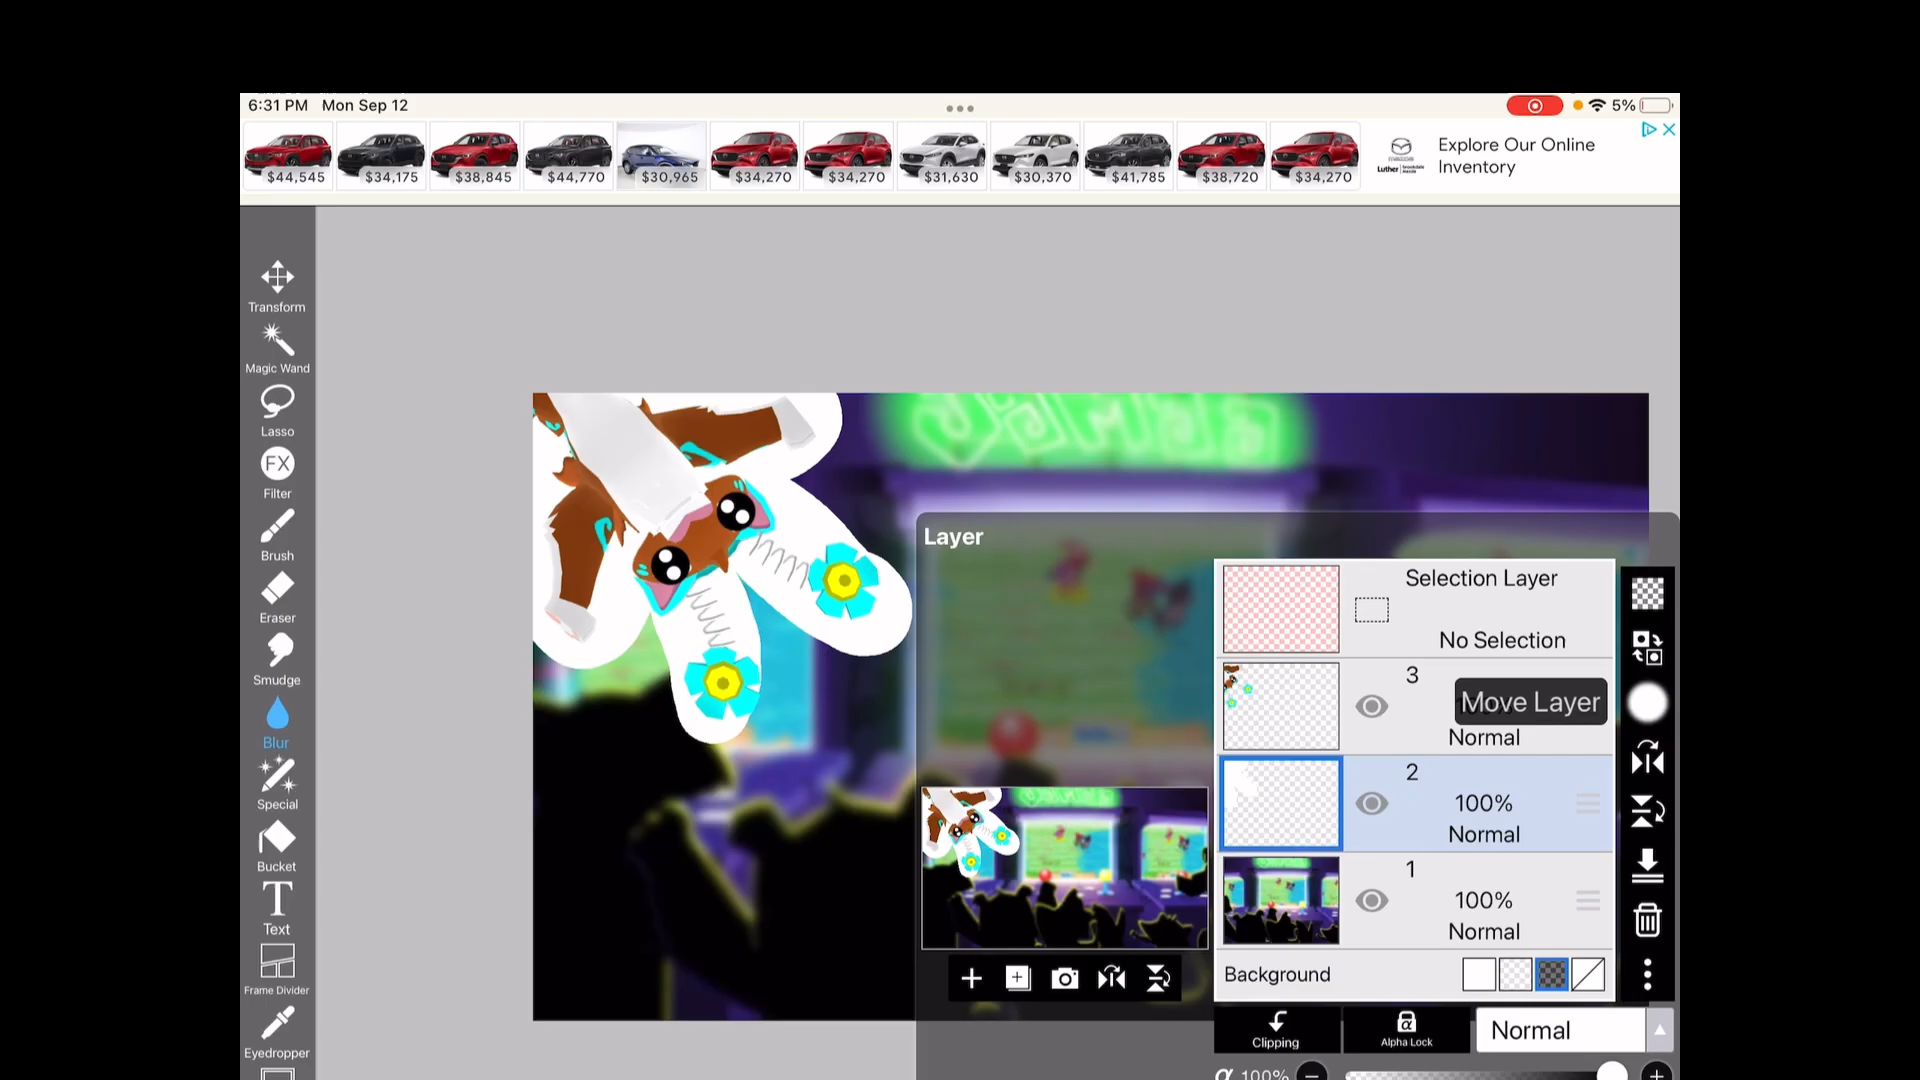 6:31 PM Mon Sep 12
5%
$44,545
$34,175
$38,845
$44,770
$30,965
$34,270
$34,270
$31,630
$30,370
$41,785
$38,720
$34,270
mazda
Luther
Explore Our Online
Inventory
Transform
Magic Wand
Lasso
FX
Filter
Brush
Eraser
Smudge
Blur
Special
Bucket
T
Text
Frame Divider
Eyedropper
GAMES
Layer
Selection Layer
No Selection
3
Move Layer
Normal
2
100%
Normal
1
100%
Normal
Background
Clipping
Alpha Lock
Normal
α 100%